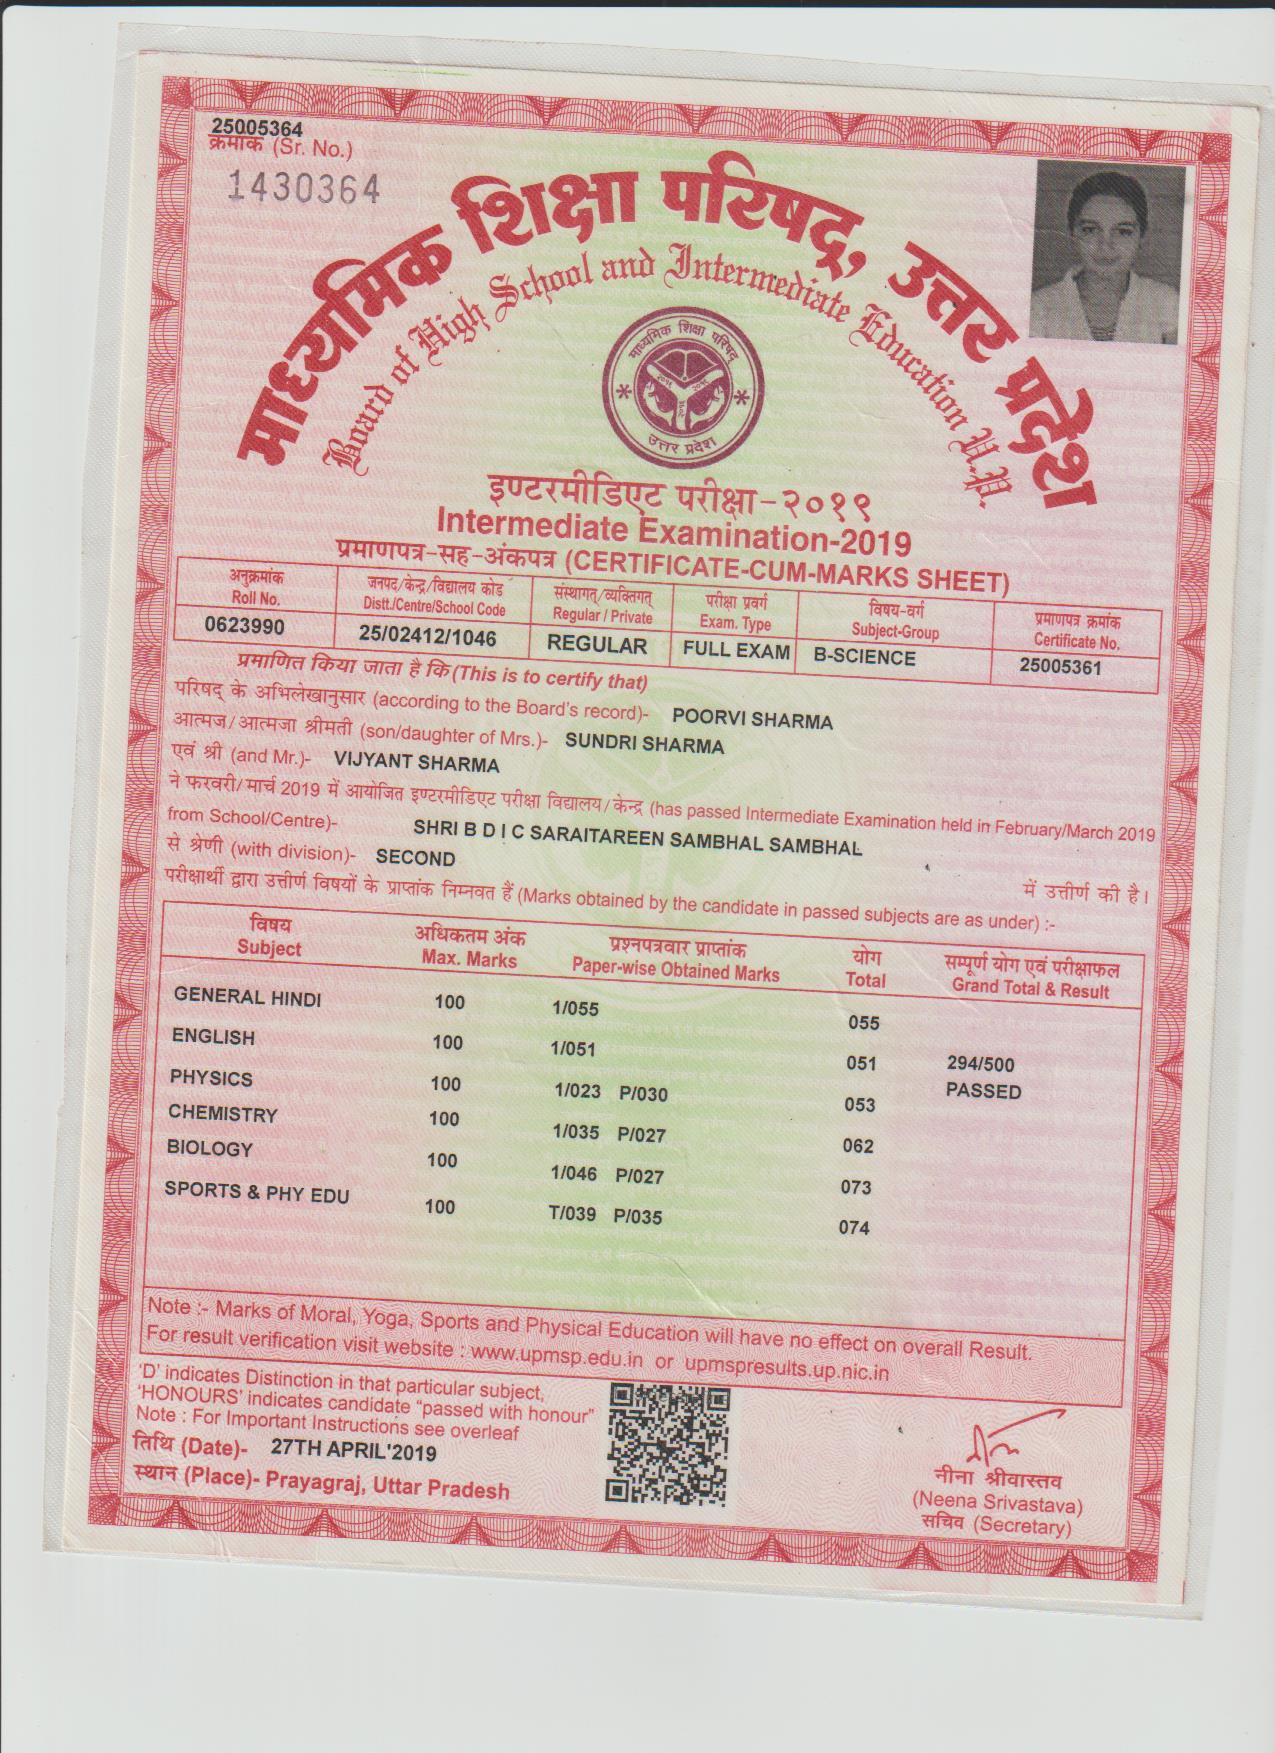 25005364
क्रमांक (Sr. No.)
1430364
माध्यमिक शिक्षा परिषद्, उत्तर प्रदेश
Board of High School and Intermediate Education U.P.
माध्यमिक शिक्षा परिषद्
उत्तर प्रदेश
इण्टरमीडिएट परीक्षा-२०१९
Intermediate Examination-2019
प्रमाणपत्र-सह-अंकपत्र (CERTIFICATE-CUM-MARKS SHEET)
अनुक्रमांक जनपद/केन्द्र/विद्यालय कोड संस्थागत्/व्यक्तिगत् परीक्षा प्रवर्ग विषय-वर्ग प्रमाणपत्र क्रमांक
Roll No. Distt./Centre/School Code Regular / Private Exam. Type Subject-Group Certificate No.
0623990 25/02412/1046 REGULAR FULL EXAM B-SCIENCE 25005361
प्रमाणित किया जाता है कि (This is to certify that)
परिषद् के अभिलेखानुसार (according to the Board's record)- POORVI SHARMA
आत्मज/आत्मजा श्रीमती (son/daughter of Mrs.)- SUNDRI SHARMA
एवं श्री (and Mr.)- VIJYANT SHARMA
ने फरवरी/मार्च 2019 में आयोजित इण्टरमीडिएट परीक्षा विद्यालय/केन्द्र (has passed Intermediate Examination held in February/March 2019
from School/Centre)- SHRI B D I C SARAITAREEN SAMBHAL SAMBHAL
से श्रेणी (with division)- SECOND में उत्तीर्ण की है।
परीक्षार्थी द्वारा उत्तीर्ण विषयों के प्राप्तांक निम्नवत हैं (Marks obtained by the candidate in passed subjects are as under) :-
विषय अधिकतम अंक प्रश्नपत्रवार प्राप्तांक योग सम्पूर्ण योग एवं परीक्षाफल
Subject Max. Marks Paper-wise Obtained Marks Total Grand Total & Result
GENERAL HINDI 100 1/055 055
ENGLISH 100 1/051 051 294/500
PHYSICS 100 1/023 P/030 053 PASSED
CHEMISTRY 100 1/035 P/027 062
BIOLOGY 100 1/046 P/027 073
SPORTS & PHY EDU 100 T/039 P/035 074
Note :- Marks of Moral, Yoga, Sports and Physical Education will have no effect on overall Result.
For result verification visit website : www.upmsp.edu.in or upmspresults.up.nic.in
'D' indicates Distinction in that particular subject,
'HONOURS' indicates candidate "passed with honour"
Note : For Important Instructions see overleaf
तिथि (Date)- 27TH APRIL'2019
स्थान (Place)- Prayagraj, Uttar Pradesh
नीना श्रीवास्तव
(Neena Srivastava)
सचिव (Secretary)